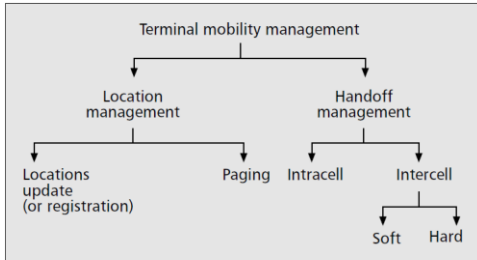 Terminal mobility management
Location
management
Handoff
management
Locations
update
(or registration)
Paging
Intracell
Intercell
Soft
Hard